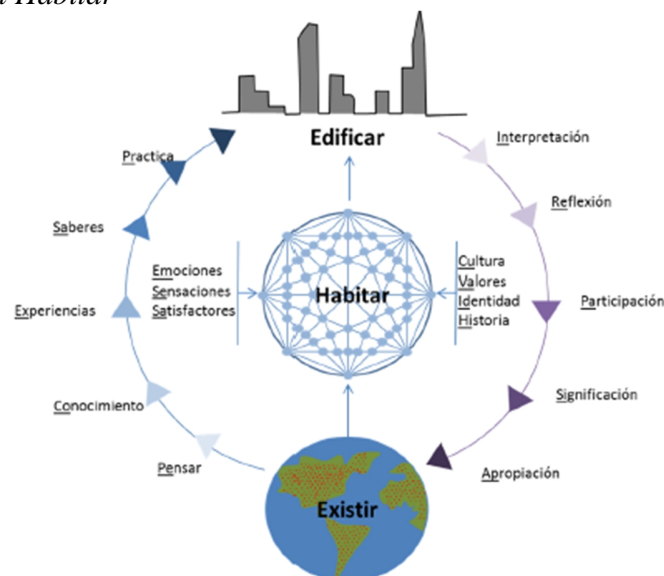 Habitar
Edificar
Interpretación
Practica
Reflexión
Saberes
Emociones
Sensaciones
Satisfactores
Habitar
Cultura
Valores
Identidad
Historia
Experiencias
Participación
Conocimiento
Significación
Pensar
Apropiación
Existir